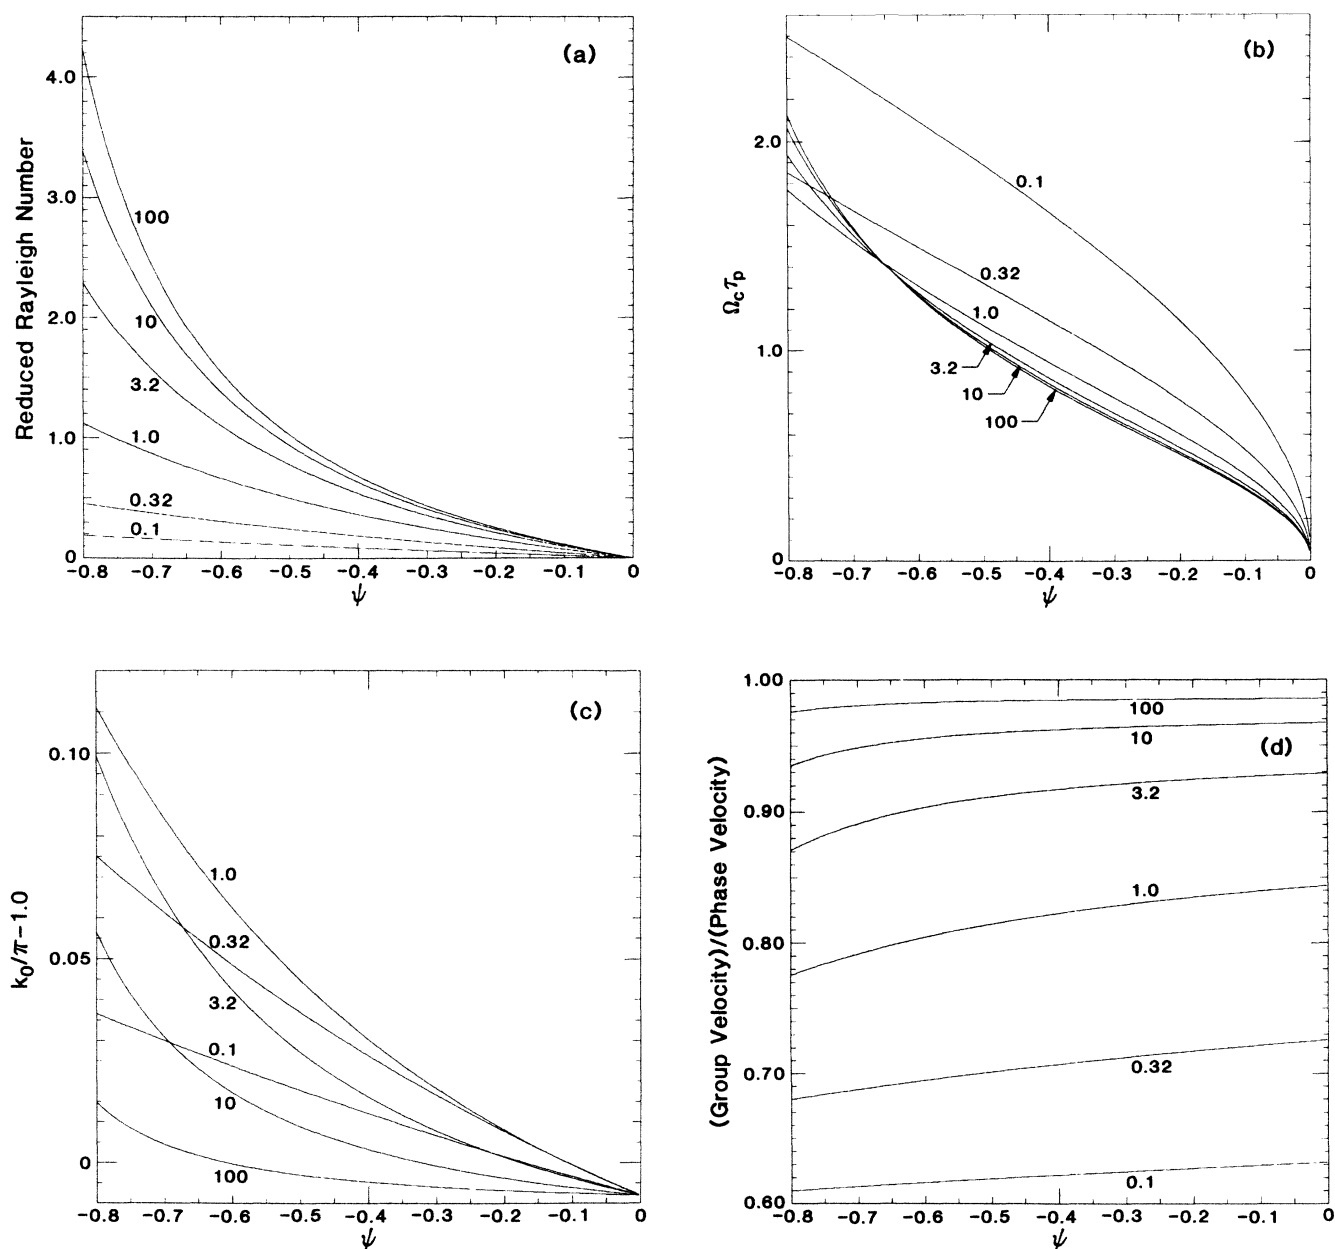 (a)
Reduced Rayleigh Number
4.0
3.0
2.0
1.0
0
100
10
3.2
1.0
0.32
0.1
-0.8 -0.7 -0.6 -0.5 -0.4 -0.3 -0.2 -0.1 0
ψ
(b)
Ω_c τ_p
2.0
1.0
0
0.1
0.32
1.0
3.2
10
100
-0.8 -0.7 -0.6 -0.5 -0.4 -0.3 -0.2 -0.1 0
ψ
(c)
k₀/π−1.0
0.10
0.05
0
1.0
0.32
3.2
0.1
10
100
-0.8 -0.7 -0.6 -0.5 -0.4 -0.3 -0.2 -0.1 0
ψ
(d)
(Group Velocity)/(Phase Velocity)
1.00
0.90
0.80
0.70
0.60
100
10
3.2
1.0
0.32
0.1
-0.8 -0.7 -0.6 -0.5 -0.4 -0.3 -0.2 -0.1 0
ψ